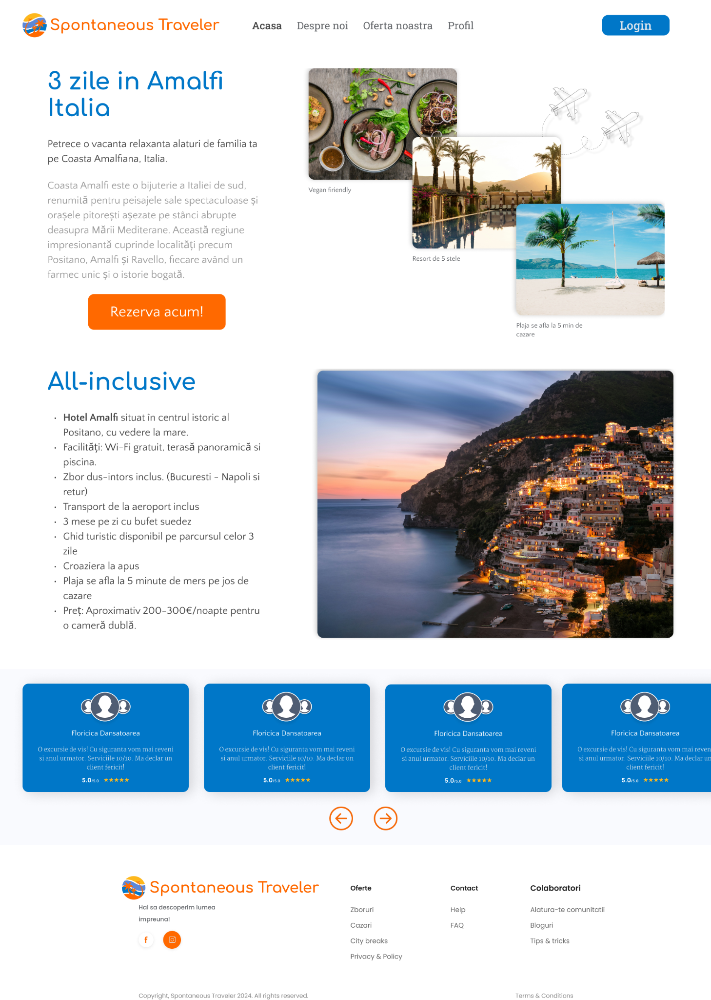 Spontaneous Traveler
Acasa
Despre noi
Oferta noastra
Profil
Login
3 zile in Amalfi
Italia
Petrece o vacanta relaxanta alaturi de familia ta
pe Coasta Amalfiana, Italia.
Coasta Amalfi este o bijuterie a Italiei de sud,
renumită pentru peisajele sale spectaculoase și
orașele pitorești așezate pe stânci abrupte
deasupra Mării Mediterane. Această regiune
impresionantă cuprinde localități precum
Positano, Amalfi și Ravello, fiecare având un
farmec unic și o istorie bogată.
Rezerva acum!
Vegan firiendly
Resort de 5 stele
Plaja se afla la 5 min de
cazare
All-inclusive
• Hotel Amalfi situat în centrul istoric al
Positano, cu vedere la mare.
• Facilități: Wi-Fi gratuit, terasă panoramică si
piscina.
• Zbor dus-intors inclus. (Bucuresti - Napoli si
retur)
• Transport de la aeroport inclus
• 3 mese pe zi cu bufet suedez
• Ghid turistic disponibil pe parcursul celor 3
zile
• Croaziera la apus
• Plaja se afla la 5 minute de mers pe jos de
cazare
• Preț: Aproximativ 200-300€/noapte pentru
o cameră dublă.
Floricica Dansatoarea
O excursie de vis! Cu siguranta vom mai reveni
si anul urmator. Serviciile 10/10. Ma declar un
client fericit!
5.0/5.0 ★★★★★
Floricica Dansatoarea
O excursie de vis! Cu siguranta vom mai reveni
si anul urmator. Serviciile 10/10. Ma declar un
client fericit!
5.0/5.0 ★★★★★
Floricica Dansatoarea
O excursie de vis! Cu siguranta vom mai reveni
si anul urmator. Serviciile 10/10. Ma declar un
client fericit!
5.0/5.0 ★★★★★
Floricica Dansatoarea
O excursie de vis! Cu siguranta vom mai reven
si anul urmator. Serviciile 10/10. Ma declar un
client fericit!
5.0/5.0 ★★★★★
Spontaneous Traveler
Hai sa descoperim lumea
impreuna!
Oferte
Zboruri
Cazari
City breaks
Privacy & Policy
Contact
Help
FAQ
Colaboratori
Alatura-te comunitatii
Bloguri
Tips & tricks
Copyright, Spontaneous Traveler 2024. All rights reserved.
Terms & Conditions